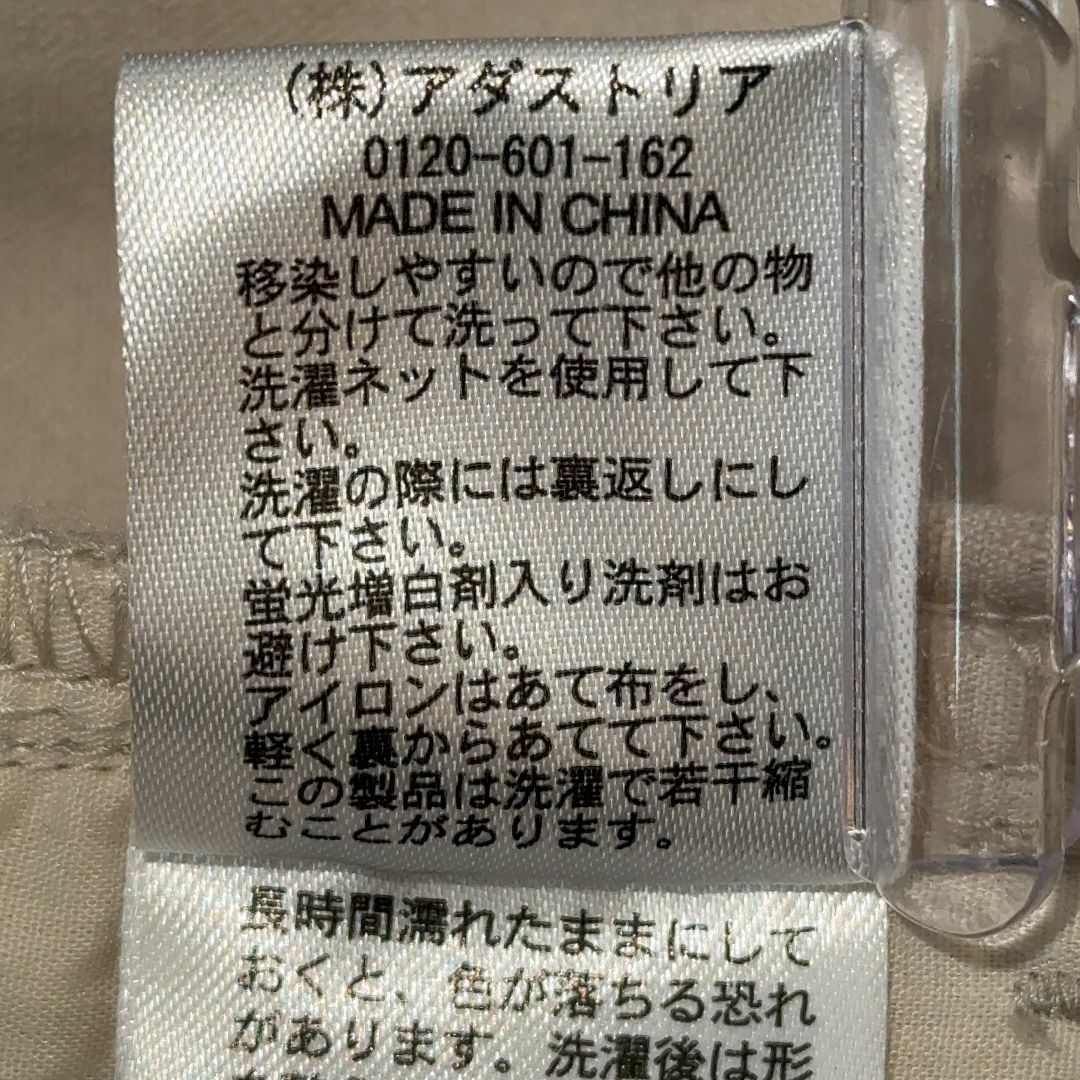 (株)アダストリア
0120-601-162
MADE IN CHINA
移染しやすいので他の物
と分けて洗って下さい。
洗濯ネットを使用して下
さい。
洗濯の際には裏返しにし
て下さい。
蛍光増白剤入り洗剤はお
避け下さい。
アイロンはあて布をし、
軽く裏からあてて下さい。
この製品は洗濯で若干縮
むことがあります。
長時間濡れたままにして
おくと、色が落ちる恐れ
があります。洗濯後は形